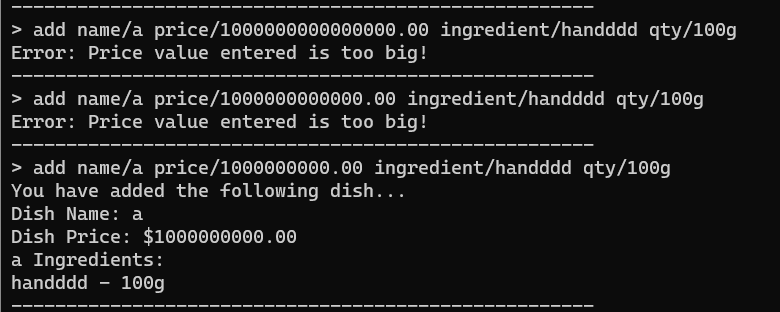 ------------------------------------------------------
> add name/a price/1000000000000000.00 ingredient/handddd qty/100g
Error: Price value entered is too big!
------------------------------------------------------
> add name/a price/1000000000000.00 ingredient/handddd qty/100g
Error: Price value entered is too big!
------------------------------------------------------
> add name/a price/1000000000.00 ingredient/handddd qty/100g
You have added the following dish...
Dish Name: a
Dish Price: $1000000000.00
a Ingredients:
handddd - 100g
------------------------------------------------------